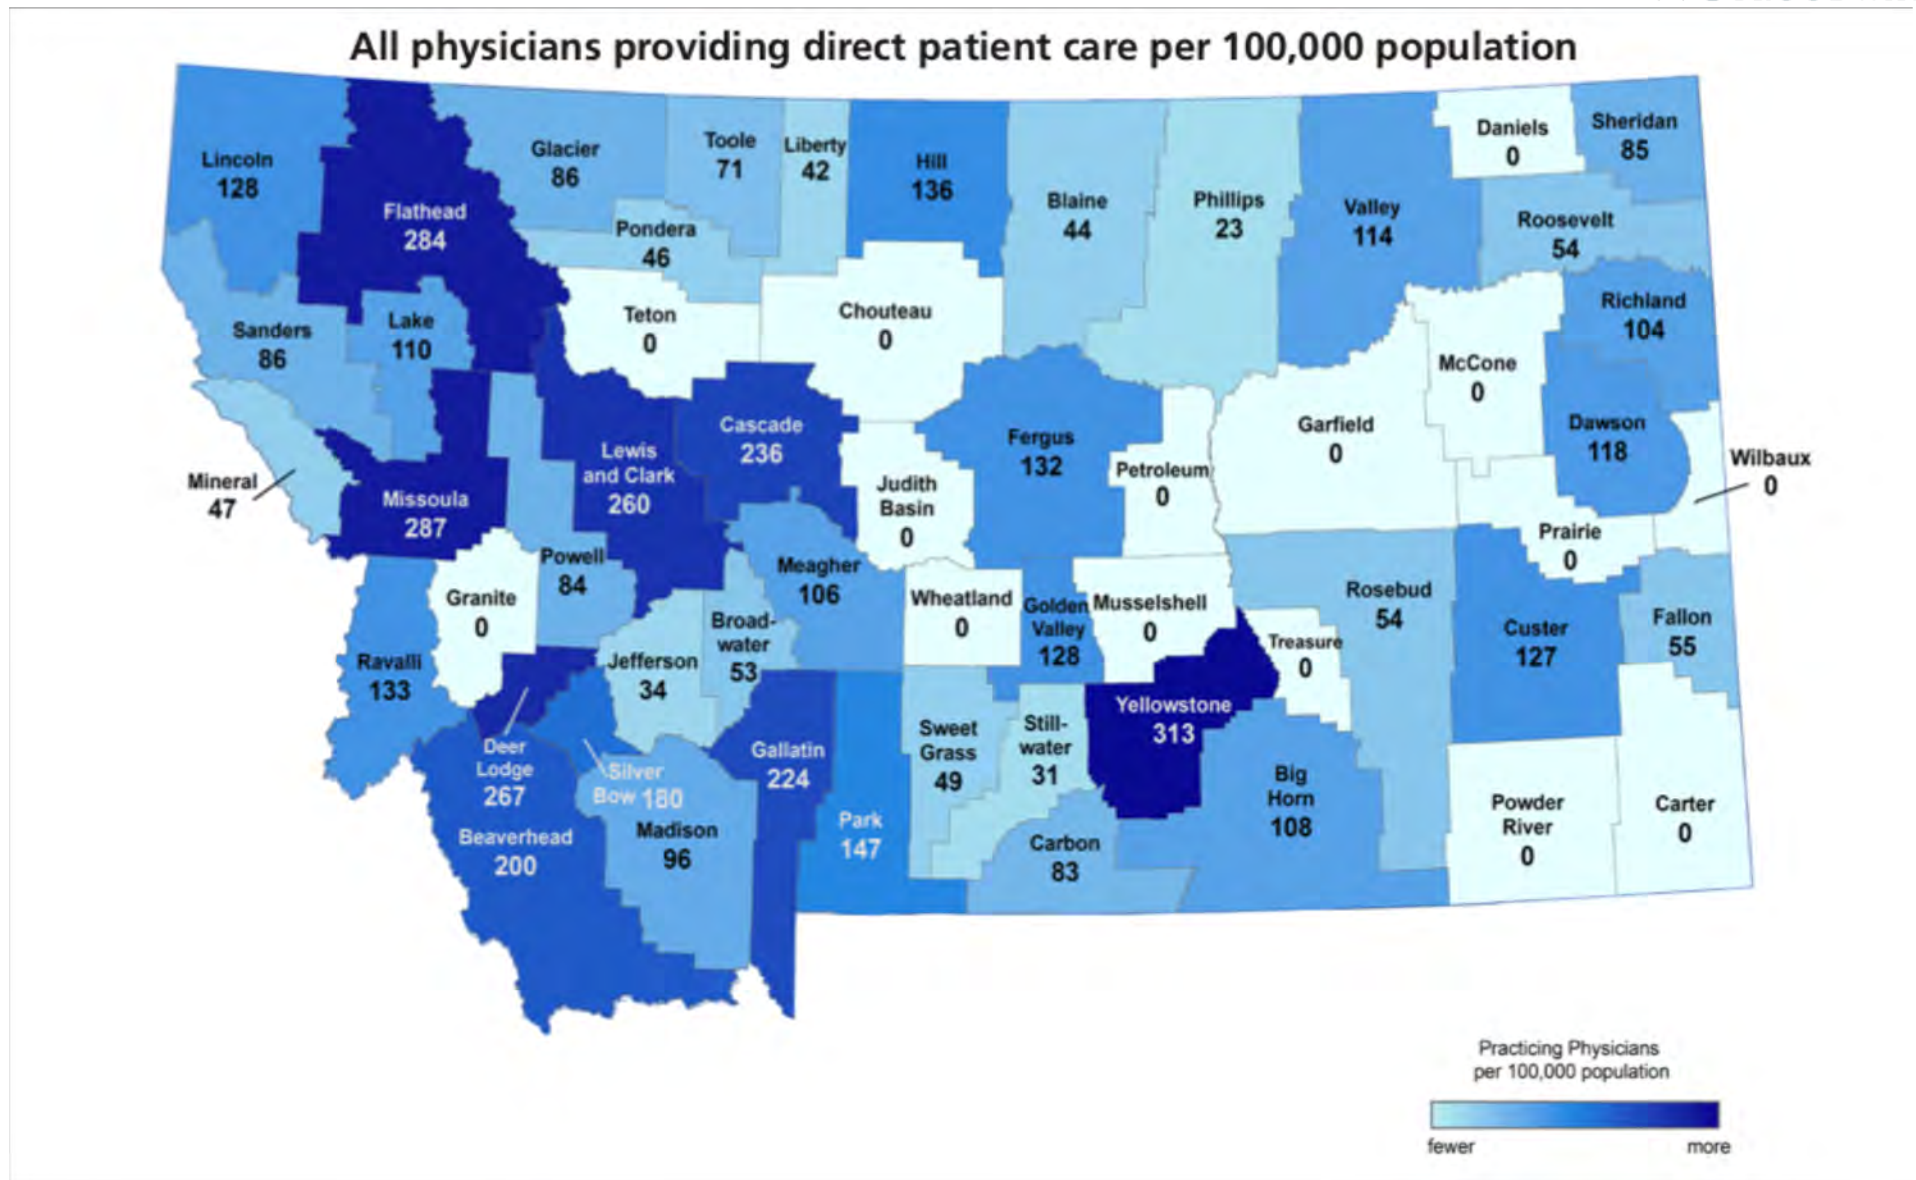 All physicians providing direct patient care per 100,000 population
Lincoln
128
Flathead
284
Glacier
86
Toole
71
Liberty
42
Hill
136
Blaine
44
Phillips
23
Valley
114
Daniels
0
Sheridan
85
Roosevelt
54
Pondera
46
Teton
0
Chouteau
0
Richland
104
Sanders
86
Lake
110
McCone
0
Garfield
0
Dawson
118
Wilbaux
0
Mineral
47
Missoula
287
Lewis
and Clark
260
Cascade
236
Judith
Basin
0
Fergus
132
Petroleum
0
Prairie
0
Powell
84
Granite
0
Ravalli
133
Meagher
106
Wheatland
0
Golden
Valley
128
Musselshell
0
Treasure
0
Rosebud
54
Custer
127
Fallon
55
Jefferson
34
Broad-
water
53
Deer
Lodge
267
Silver
Bow 180
Gallatin
224
Park
147
Sweet
Grass
49
Still-
water
31
Yellowstone
313
Big
Horn
108
Carbon
83
Powder
River
0
Carter
0
Beaverhead
200
Madison
96
Practicing Physicians
per 100,000 population
fewer
more